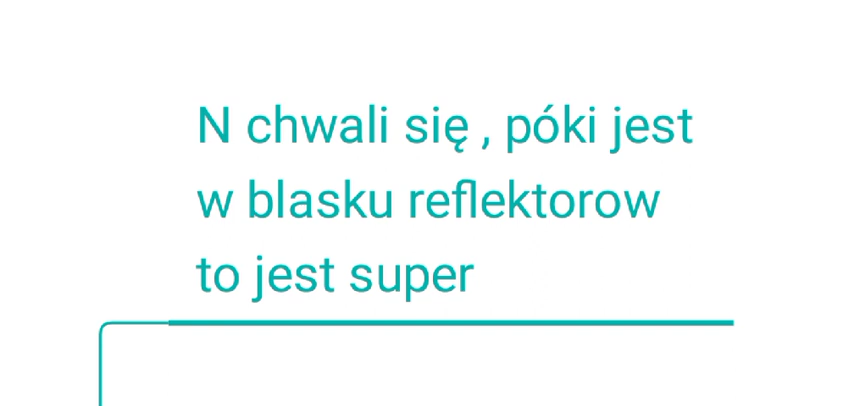 N chwali się , póki jest
w blasku reflektorow
to jest super